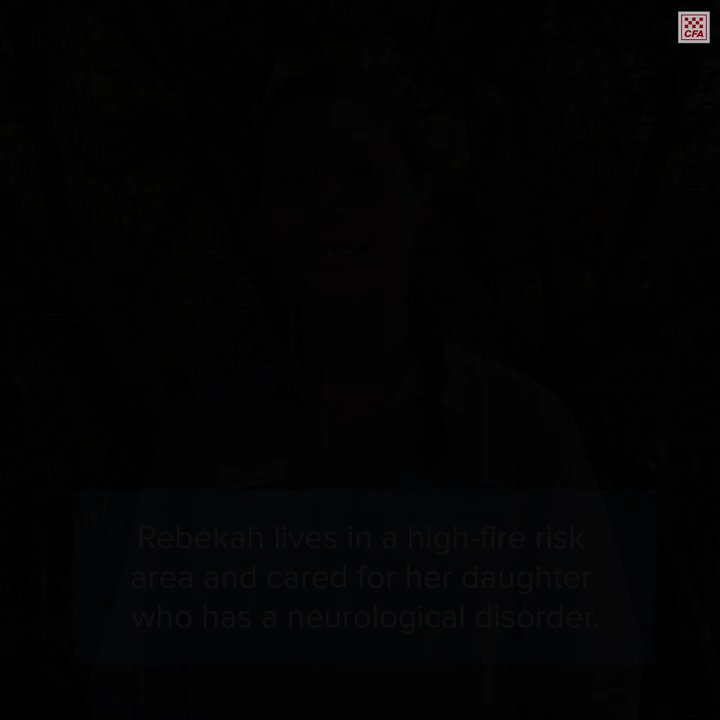 CFA
Rebekah lives in a high-fire risk
area and cared for her daughter
who has a neurological disorder.